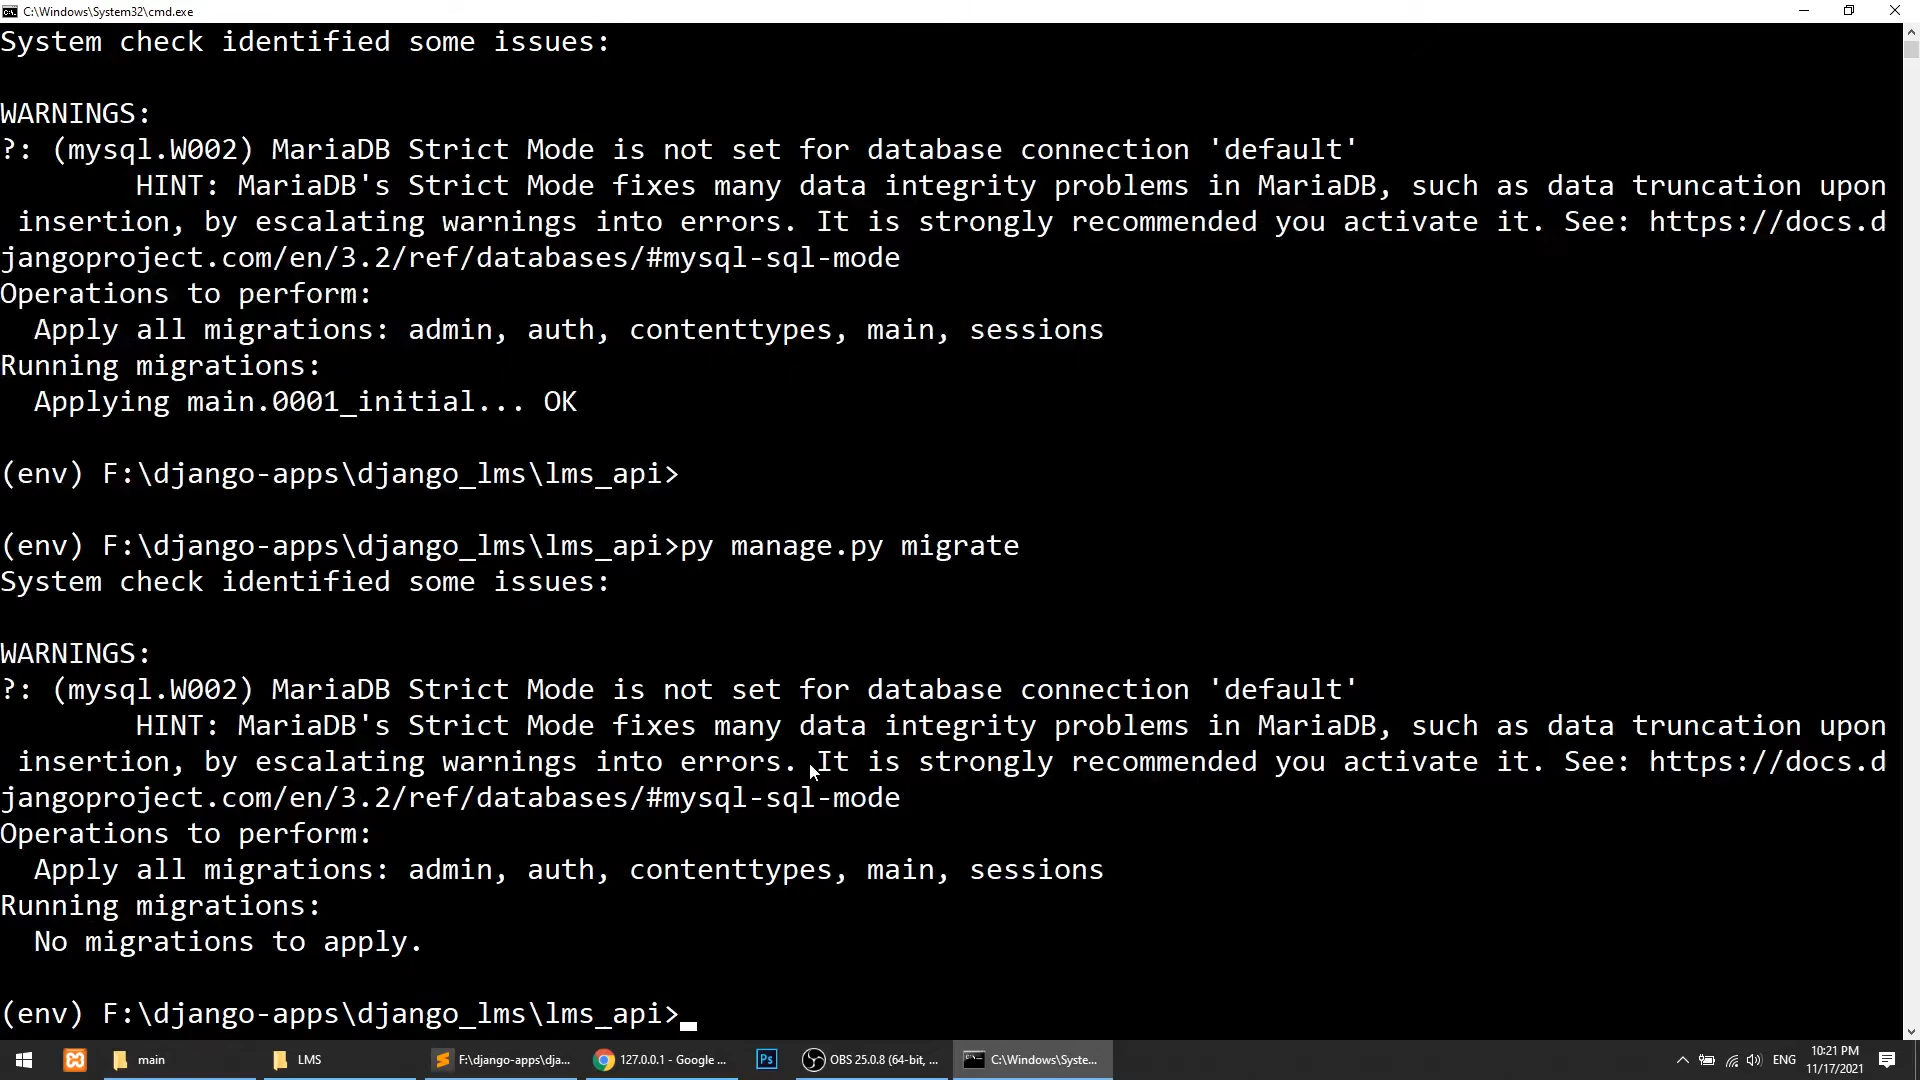 C:\Windows\System32\cmd.exe
System check identified some issues:
WARNINGS:
?: (mysql.W002) MariaDB Strict Mode is not set for database connection 'default'
HINT: MariaDB's Strict Mode fixes many data integrity problems in MariaDB, such as data truncation upon
insertion, by escalating warnings into errors. It is strongly recommended you activate it. See: https://docs.d
jangoproject.com/en/3.2/ref/databases/#mysql-sql-mode
Operations to perform:
Apply all migrations: admin, auth, contenttypes, main, sessions
Running migrations:
Applying main.0001_initial... OK
(env) F:\django-apps\django_lms\lms_api>
(env) F:\django-apps\django_lms\lms_api>py manage.py migrate
System check identified some issues:
WARNINGS:
?: (mysql.W002) MariaDB Strict Mode is not set for database connection 'default'
HINT: MariaDB's Strict Mode fixes many data integrity problems in MariaDB, such as data truncation upon
insertion, by escalating warnings into errors. It is strongly recommended you activate it. See: https://docs.d
jangoproject.com/en/3.2/ref/databases/#mysql-sql-mode
Operations to perform:
Apply all migrations: admin, auth, contenttypes, main, sessions
Running migrations:
No migrations to apply.
(env) F:\django-apps\django_lms\lms_api>
main LMS F:\django-apps\dja... 127.0.0.1 - Google ... Ps OBS 25.0.8 (64-bit, ... C:\Windows\Syste... ENG 10:21 PM
11/17/2021